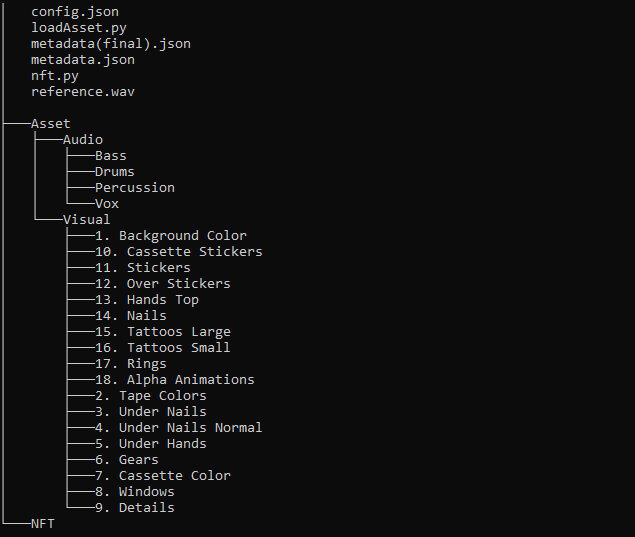 config.json
loadAsset.py
metadata(final).json
metadata.json
nft.py
reference.wav
Asset
Audio
Bass
Drums
Percussion
Vox
Visual
1. Background Color
10. Cassette Stickers
11. Stickers
12. Over Stickers
13. Hands Top
14. Nails
15. Tattoos Large
16. Tattoos Small
17. Rings
18. Alpha Animations
2. Tape Colors
3. Under Nails
4. Under Nails Normal
5. Under Hands
6. Gears
7. Cassette Color
8. Windows
9. Details
NFT